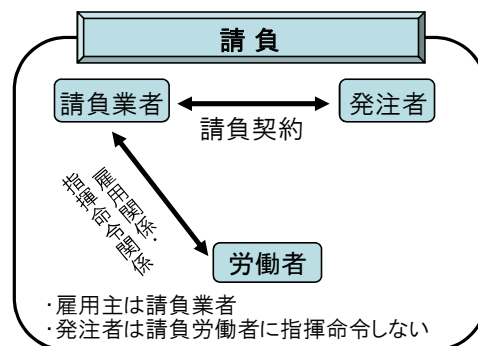 請 負
請負業者
発注者
請負契約
雇用関係・
指揮命令関係
労働者
・雇用主は請負業者
・発注者は請負労働者に指揮命令しない